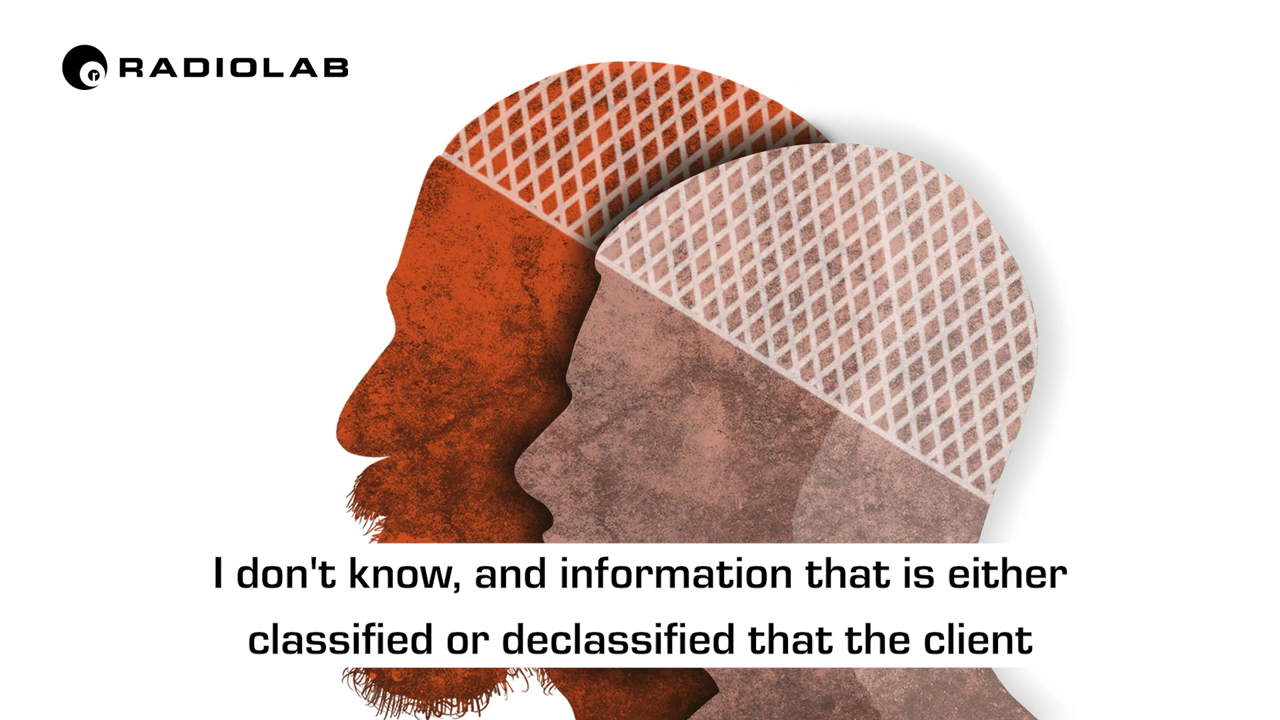 RADIOLAB
I don't know, and information that is either
classified or declassified that the client